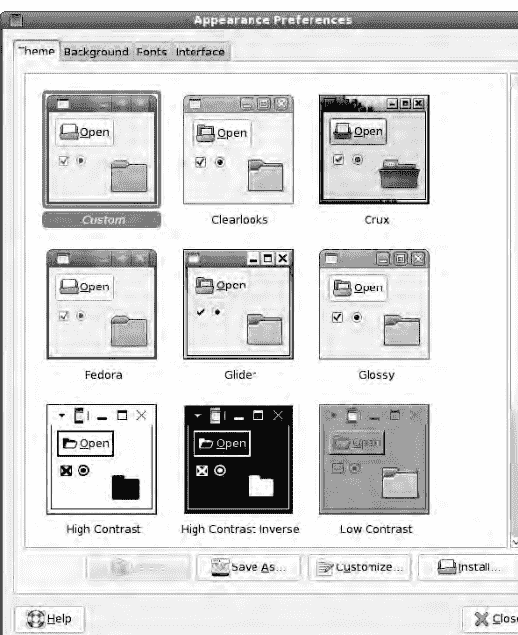 Appearance Preferences
Theme Background Fonts Interface
Open Open Open
Custom Clearlooks Crux
Open Open Open
Fedora Glider Glossy
Open Open Open
High Contrast High Contrast Inverse Low Contrast
Save As... Customize... Install...
Help Close